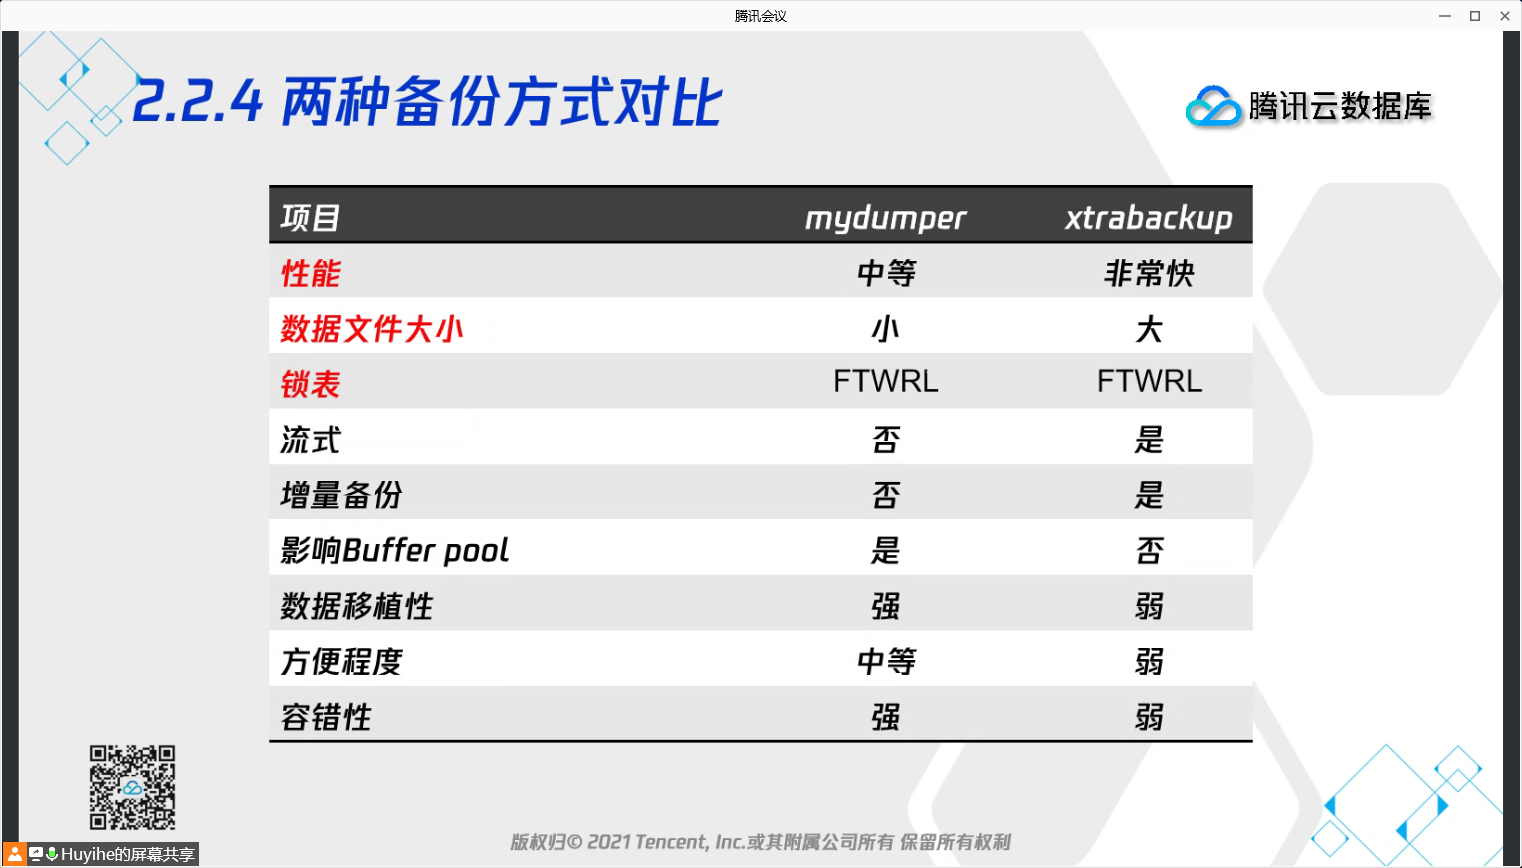 腾讯会议
2.2.4 两种备份方式对比
腾讯云数据库
项目 mydumper xtrabackup
性能 中等 非常快
数据文件大小 小 大
锁表 FTWRL FTWRL
流式 否 是
增量备份 否 是
影响Buffer pool 是 否
数据移植性 强 弱
方便程度 中等 弱
容错性 强 弱
版权归© 2021 Tencent, Inc.或其附属公司所有 保留所有权利
Huyihe的屏幕共享